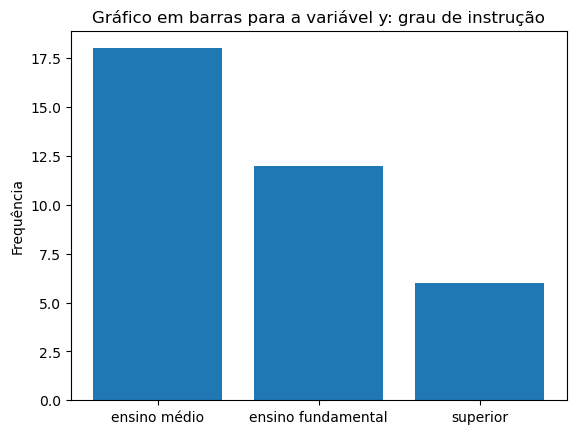 Gráfico em barras para a variável y: grau de instrução
17.5
15.0
12.5
10.0
7.5
5.0
2.5
0.0
Frequência
ensino médio
ensino fundamental
superior